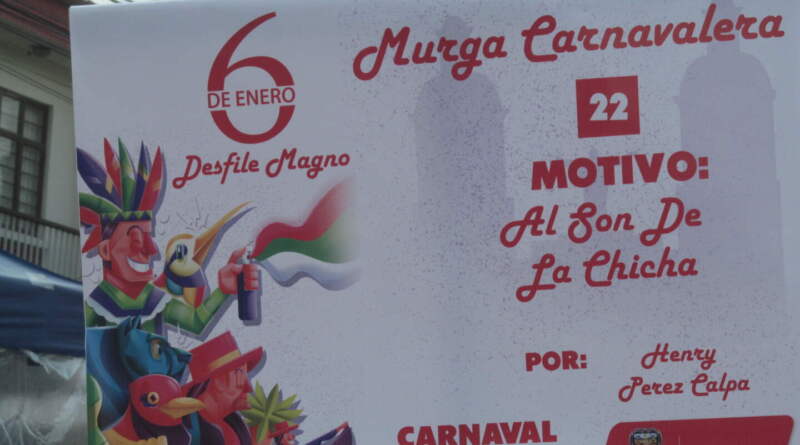 6
DE ENERO
Desfile Magno
Murga Carnavalera
22
MOTIVO:
Al Son De
La Chicha
POR:
Henry
Perez Calpa
CARNAVAL